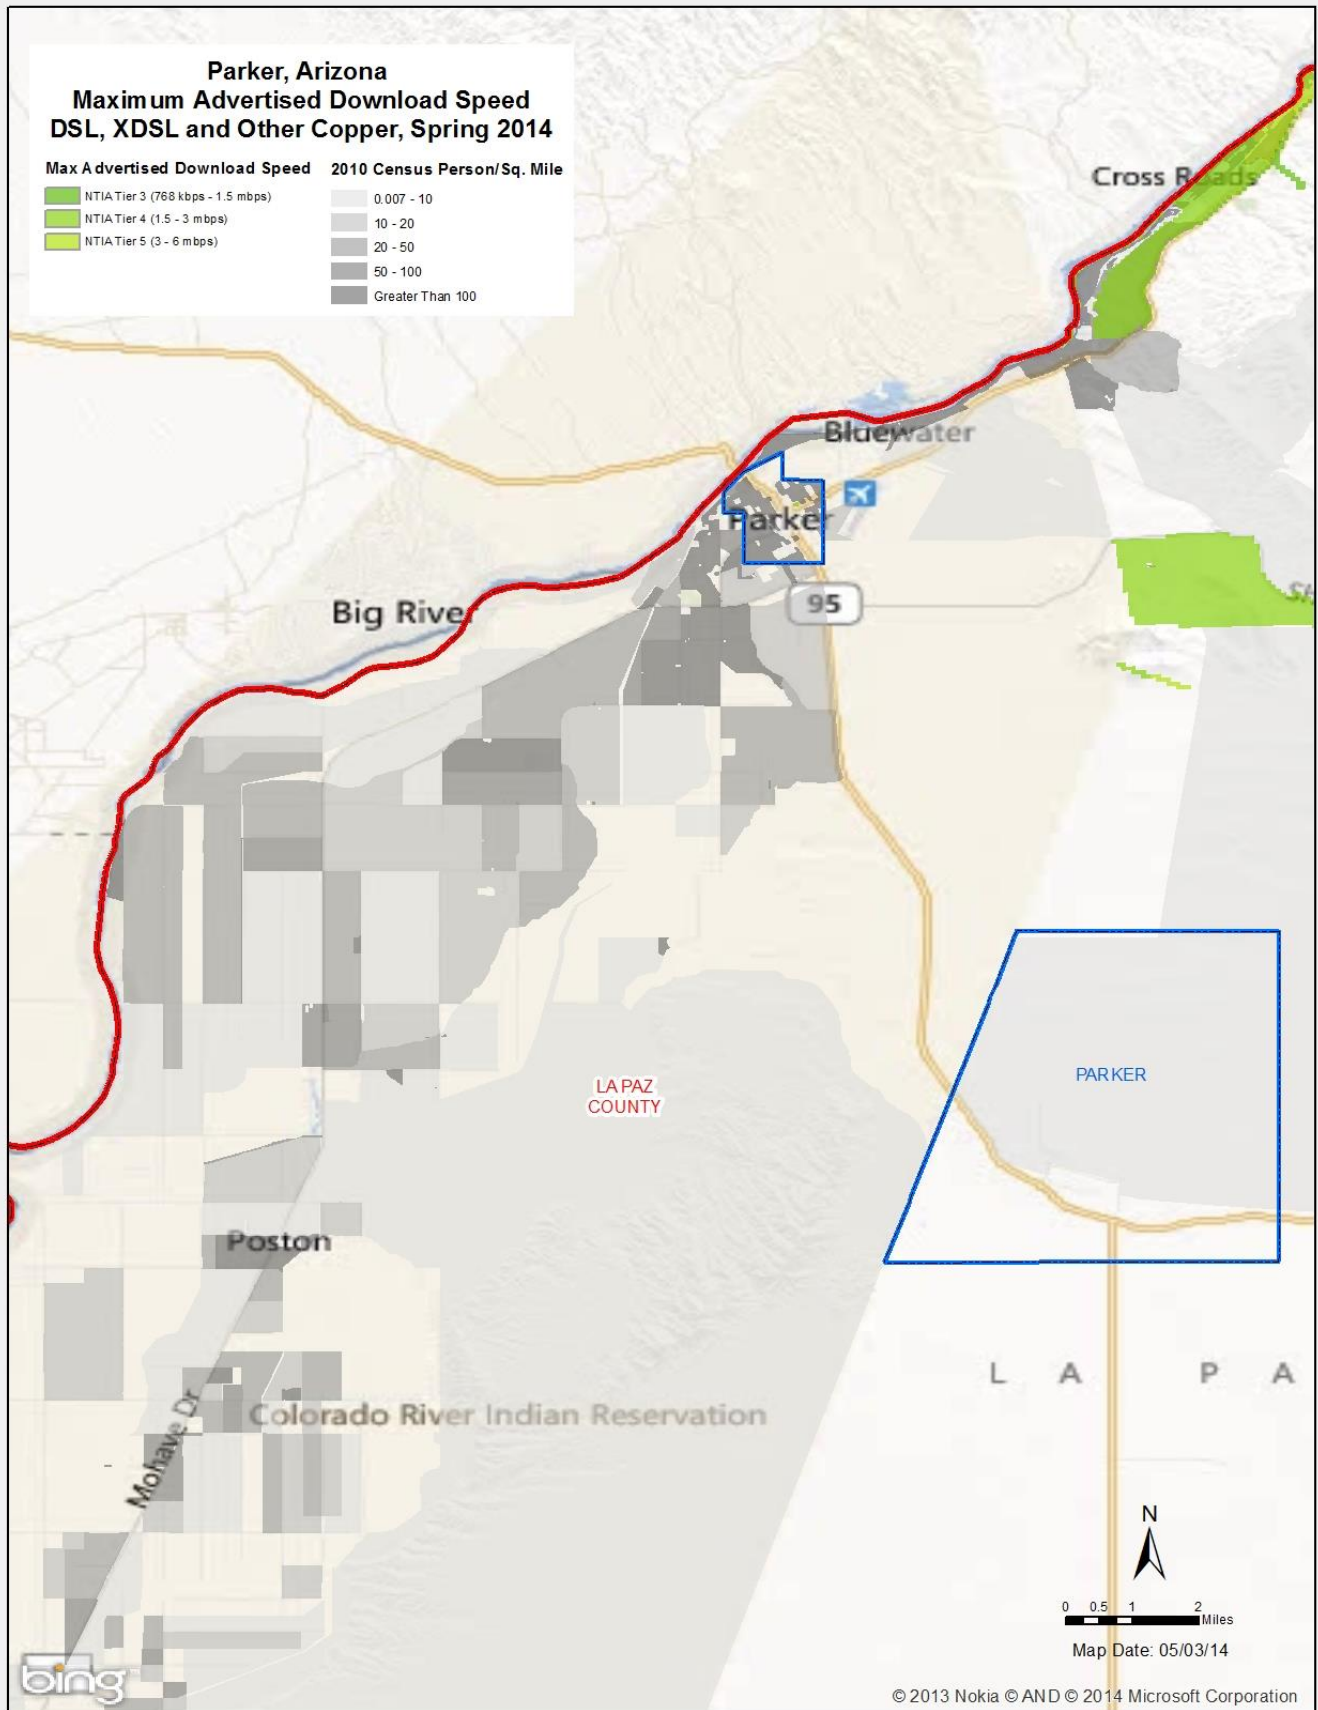 Parker, Arizona
Maximum Advertised Download Speed
DSL, XDSL and Other Copper, Spring 2014
Max Advertised Download Speed
NTIA Tier 3 (768 kbps - 1.5 mbps)
NTIA Tier 4 (1.5 - 3 mbps)
NTIA Tier 5 (3 - 6 mbps)
2010 Census Person/Sq. Mile
0.007 - 10
10 - 20
20 - 50
50 - 100
Greater Than 100
Cross Roads
Bluewater
Parker
95
Big River
LA PAZ
COUNTY
PARKER
Poston
L A P A
Colorado River Indian Reservation
Mohave Dr
N
0 0.5 1 2
Miles
Map Date: 05/03/14
bing
© 2013 Nokia © AND © 2014 Microsoft Corporation